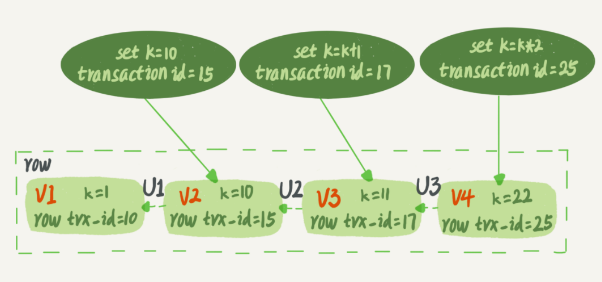 set k=10
transaction id=15
set k=k+1
transaction id=17
set k=k*2
transaction id=25
row
V1 k=1
row trx-id=10
U1
V2 k=10
row trx-id=15
U2
V3 k=11
row trx-id=17
U3
V4 k=22
row trx-id=25